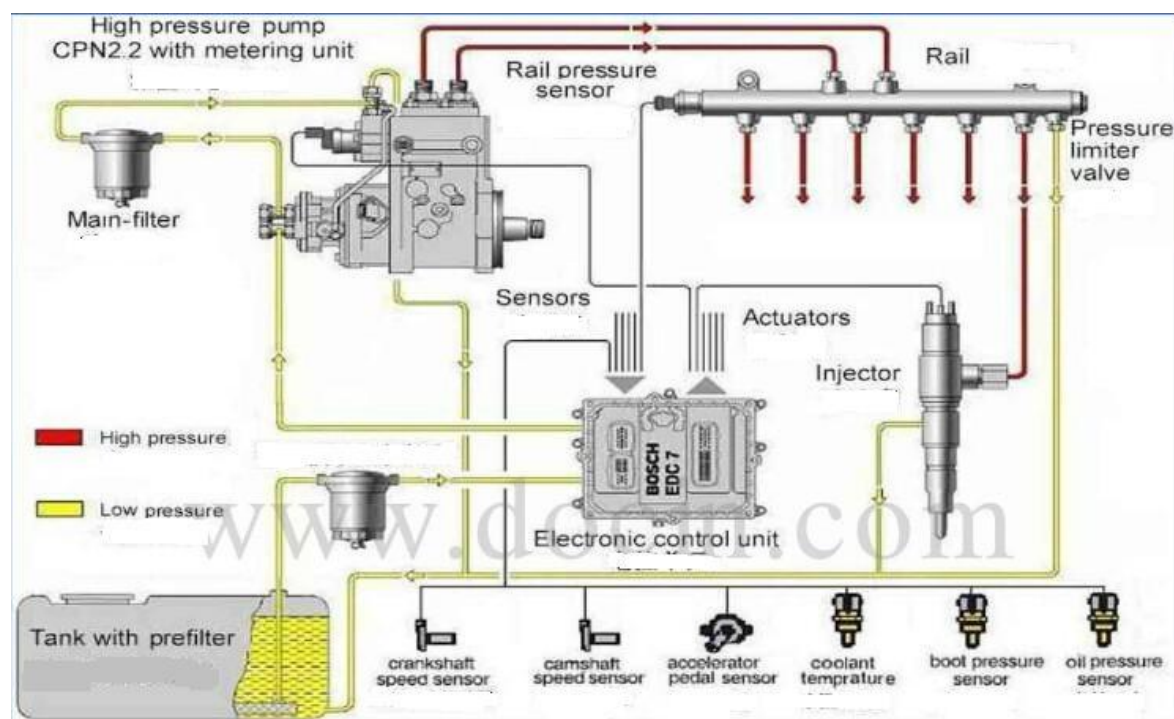 High pressure pump
CPN2.2 with metering unit
Rail pressure
sensor
Rail
Pressure
limiter
valve
Main-filter
Sensors
Actuators
Injector
High pressure
Low pressure
BOSCH
EDC 7
www.docin.com
Electronic control unit
Tank with prefilter
crankshaft
speed sensor
camshaft
speed sensor
accelerator
pedal sensor
coolant
temprature
boot pressure
sensor
oil pressure
sensor